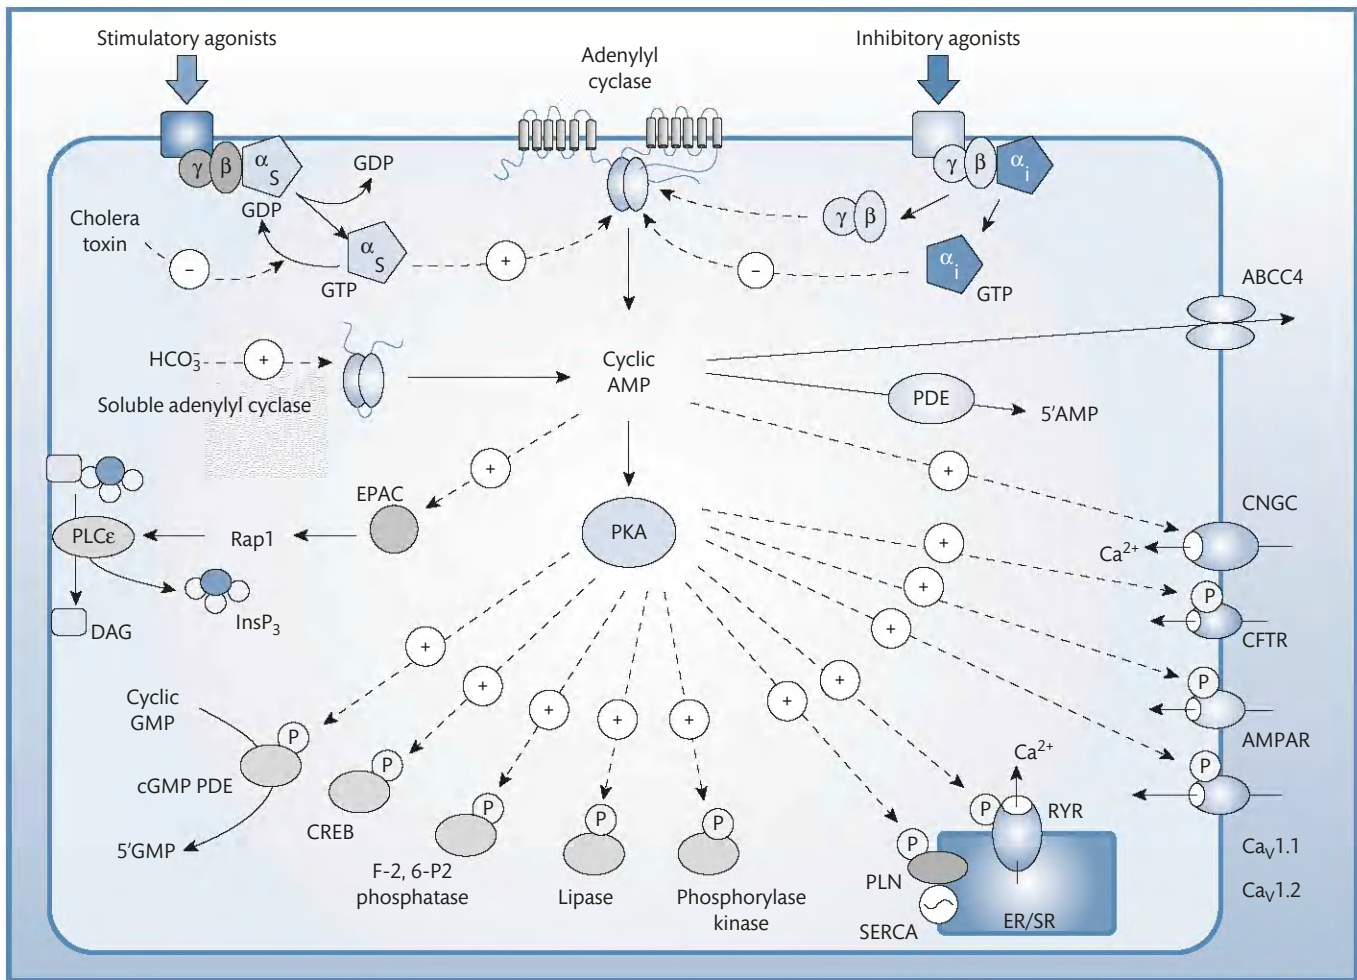 Stimulatory agonists
Adenylyl
cyclase
Inhibitory agonists
γ β α S
GDP
GDP
Cholera
toxin
−
α S
GTP
+
γ β α i
γ β
−
α i
GTP
ABCC4
HCO3−
+
Soluble adenylyl cyclase
Cyclic
AMP
PDE
5'AMP
+
+
EPAC
CNGC
Ca2+
PLCε
Rap1
PKA
+
P
CFTR
InsP3
DAG
+
+
+
P
AMPAR
Cyclic
GMP
P
cGMP PDE
5'GMP
+
P
CREB
+
P
F-2, 6-P2
phosphatase
+
P
Lipase
+
P
Phosphorylase
kinase
+
+
Ca2+
P
RYR
P
PLN
SERCA
ER/SR
P
CaV1.1
CaV1.2